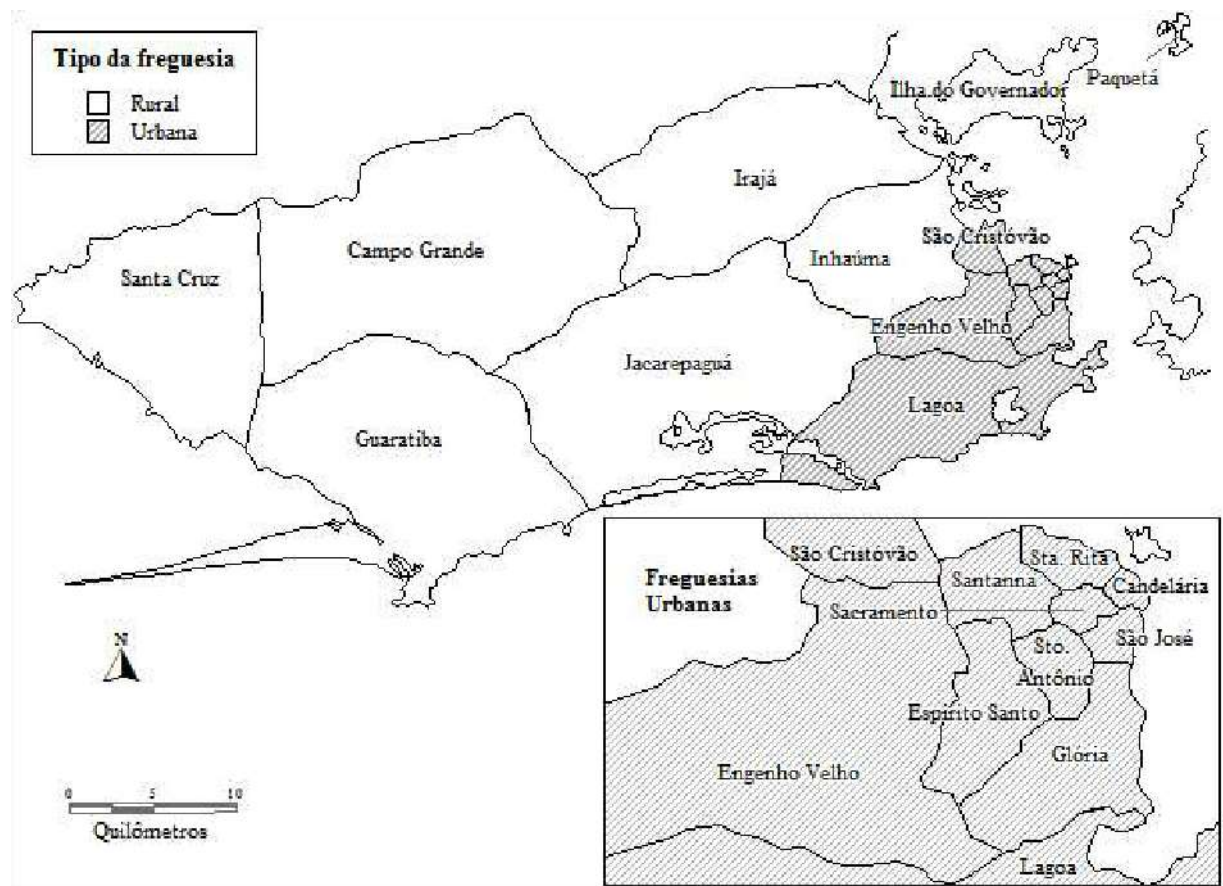 Tipo da freguesia
Rural
Urbana
Paquetá
Ilha do Governador
Irajá
Campo Grande
São Cristóvão
Inhaúma
Santa Cruz
Engenho Velho
Jacarepaguá
Lagoa
Guaratiba
Freguesias
Urbanas
São Cristóvão
Sta. Rita
Santanna
Candelária
Sacramento
São José
Sto.
Antônio
Espírito Santo
Glória
Engenho Velho
Lagoa
N
0 5 10
Quilômetros